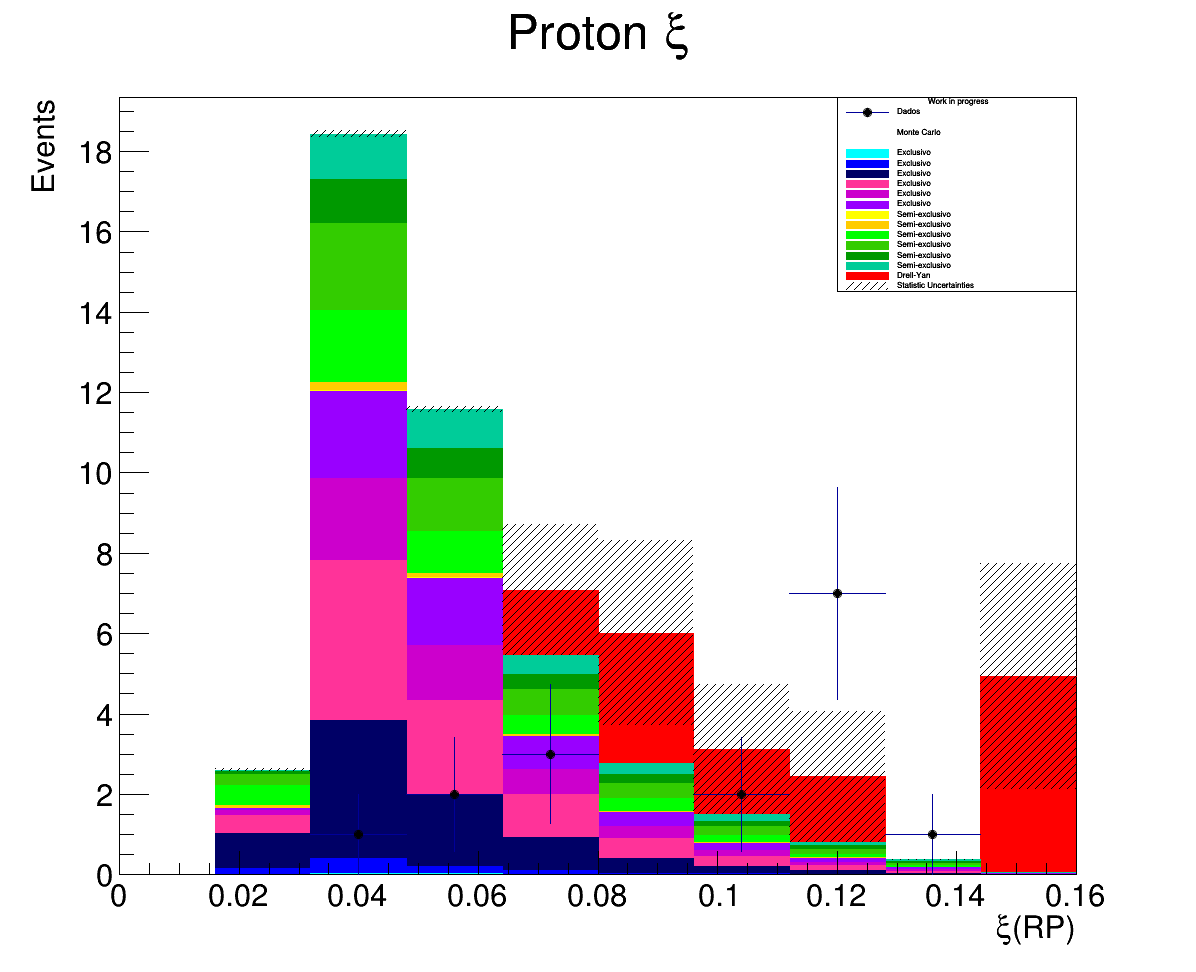 Proton ξ
Events
18
16
14
12
10
8
6
4
2
0
Work in progress
Dados
Monte Carlo
Exclusivo
Exclusivo
Exclusivo
Exclusivo
Exclusivo
Exclusivo
Semi-exclusivo
Semi-exclusivo
Semi-exclusivo
Semi-exclusivo
Semi-exclusivo
Semi-exclusivo
Drell-Yan
Statistic Uncertainties
0 0.02 0.04 0.06 0.08 0.1 0.12 0.14 0.16
ξ(RP)